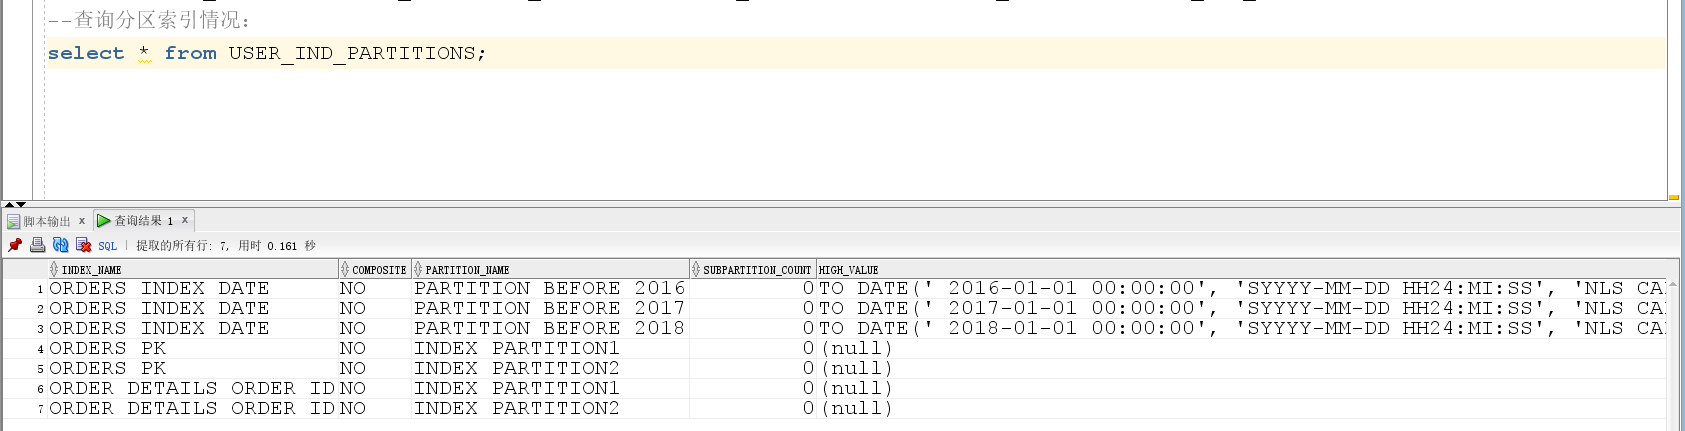 --查询分区索引情况:
select * from USER_IND_PARTITIONS;
脚本输出 x 查询结果 1 x
SQL | 提取的所有行: 7, 用时 0.161 秒
INDEX_NAME COMPOSITE PARTITION_NAME SUBPARTITION_COUNT HIGH_VALUE
1 ORDERS INDEX DATE NO PARTITION BEFORE 2016 0 TO DATE(' 2016-01-01 00:00:00', 'SYYYY-MM-DD HH24:MI:SS', 'NLS CA
2 ORDERS INDEX DATE NO PARTITION BEFORE 2017 0 TO DATE(' 2017-01-01 00:00:00', 'SYYYY-MM-DD HH24:MI:SS', 'NLS CA
3 ORDERS INDEX DATE NO PARTITION BEFORE 2018 0 TO DATE(' 2018-01-01 00:00:00', 'SYYYY-MM-DD HH24:MI:SS', 'NLS CA
4 ORDERS PK NO INDEX PARTITION1 0 (null)
5 ORDERS PK NO INDEX PARTITION2 0 (null)
6 ORDER DETAILS ORDER ID NO INDEX PARTITION1 0 (null)
7 ORDER DETAILS ORDER ID NO INDEX PARTITION2 0 (null)